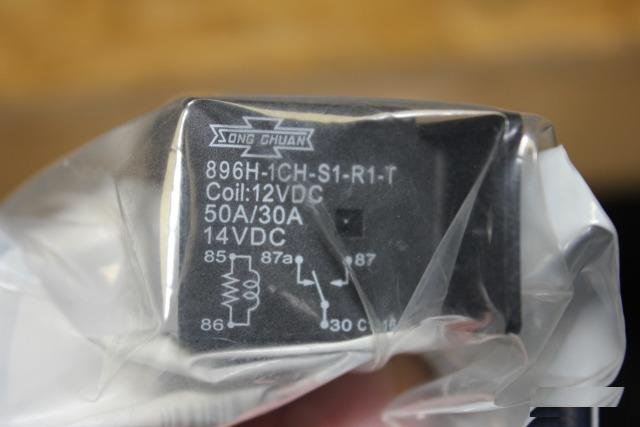 SONG CHUAN
896H-1CH-S1-R1-T
Coil:12VDC
50A/30A
14VDC
85 87a 87
86 30